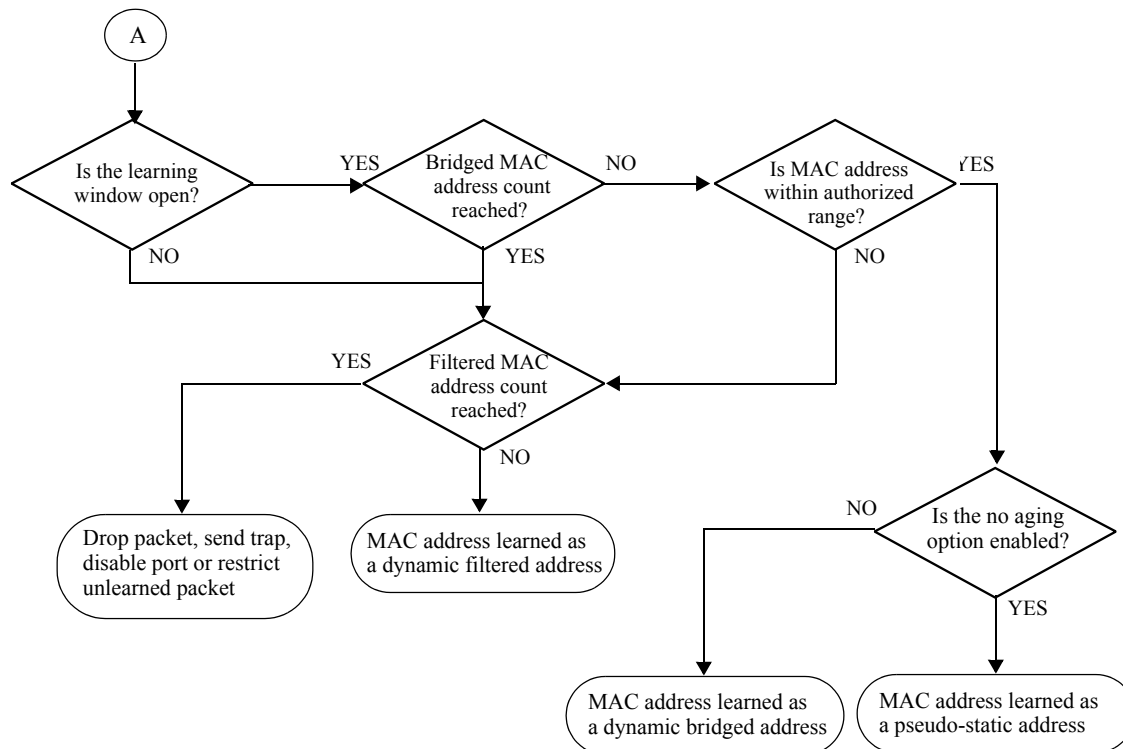 A
Is the learning
window open?
YES
Bridged MAC
address count
reached?
NO
Is MAC address
within authorized
range?
YES
NO
YES
NO
YES
Filtered MAC
address count
reached?
NO
Drop packet, send trap,
disable port or restrict
unlearned packet
MAC address learned as
a dynamic filtered address
NO
Is the no aging
option enabled?
YES
MAC address learned as
a dynamic bridged address
MAC address learned as
a pseudo-static address